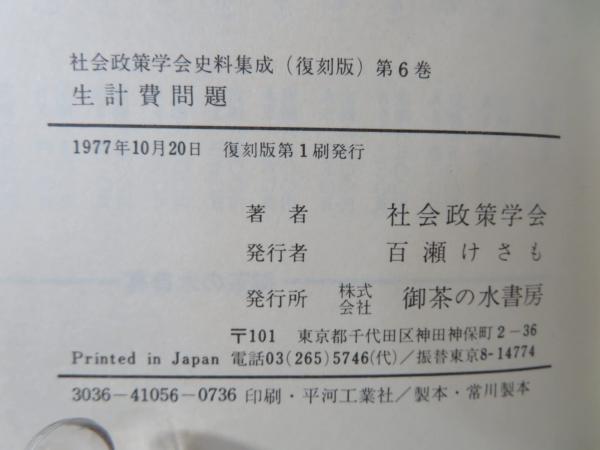 社会政策学会史料集成（復刻版）第6巻
生計費問題
1977年10月20日 復刻版第1刷発行
著者 社会政策学会
発行者 百瀬けさも
発行所 株式会社 御茶の水書房
〒101 東京都千代田区神田神保町2－36
Printed in Japan 電話03(265)5746(代)／振替東京8-14774
3036－41056－0736 印刷・平河工業社／製本・常川製本